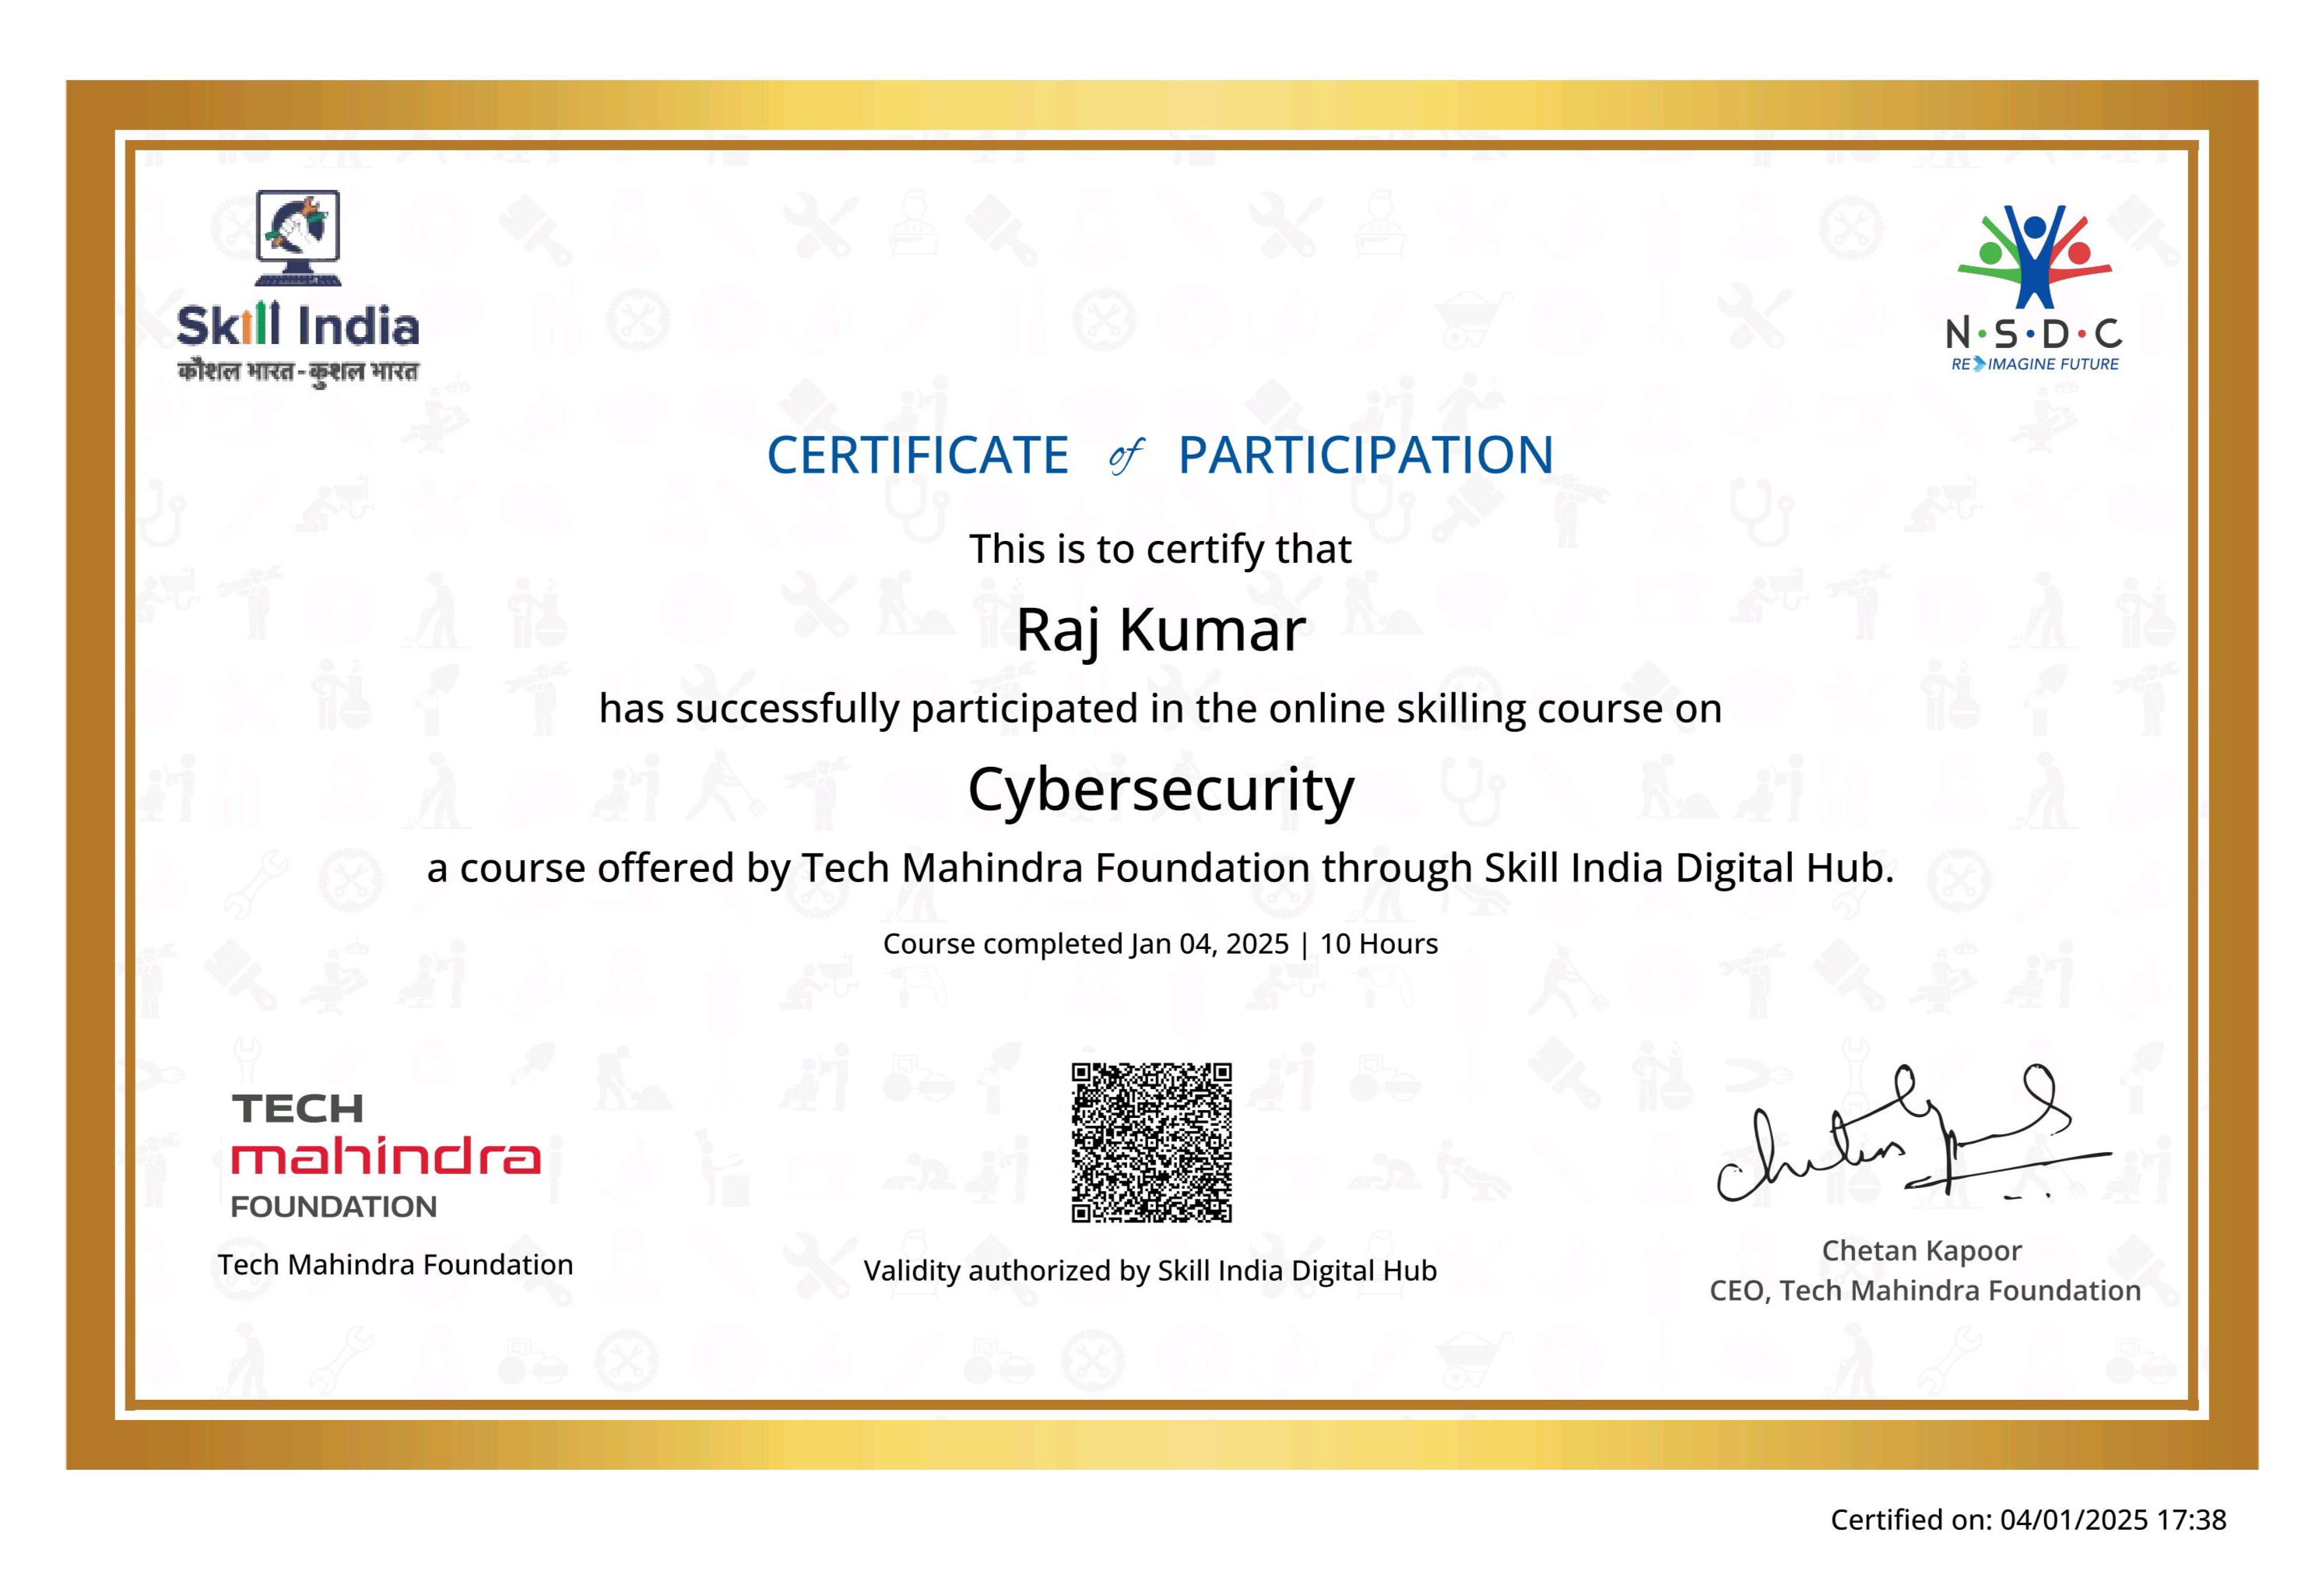 Skill India
कौशल भारत-कुशल भारत
N·S·D·C
RE IMAGINE FUTURE
CERTIFICATE of PARTICIPATION
This is to certify that
Raj Kumar
has successfully participated in the online skilling course on
Cybersecurity
a course offered by Tech Mahindra Foundation through Skill India Digital Hub.
Course completed Jan 04, 2025 | 10 Hours
TECH
mahindra
FOUNDATION
Tech Mahindra Foundation
Validity authorized by Skill India Digital Hub
Chetan Kapoor
CEO, Tech Mahindra Foundation
Certified on: 04/01/2025 17:38